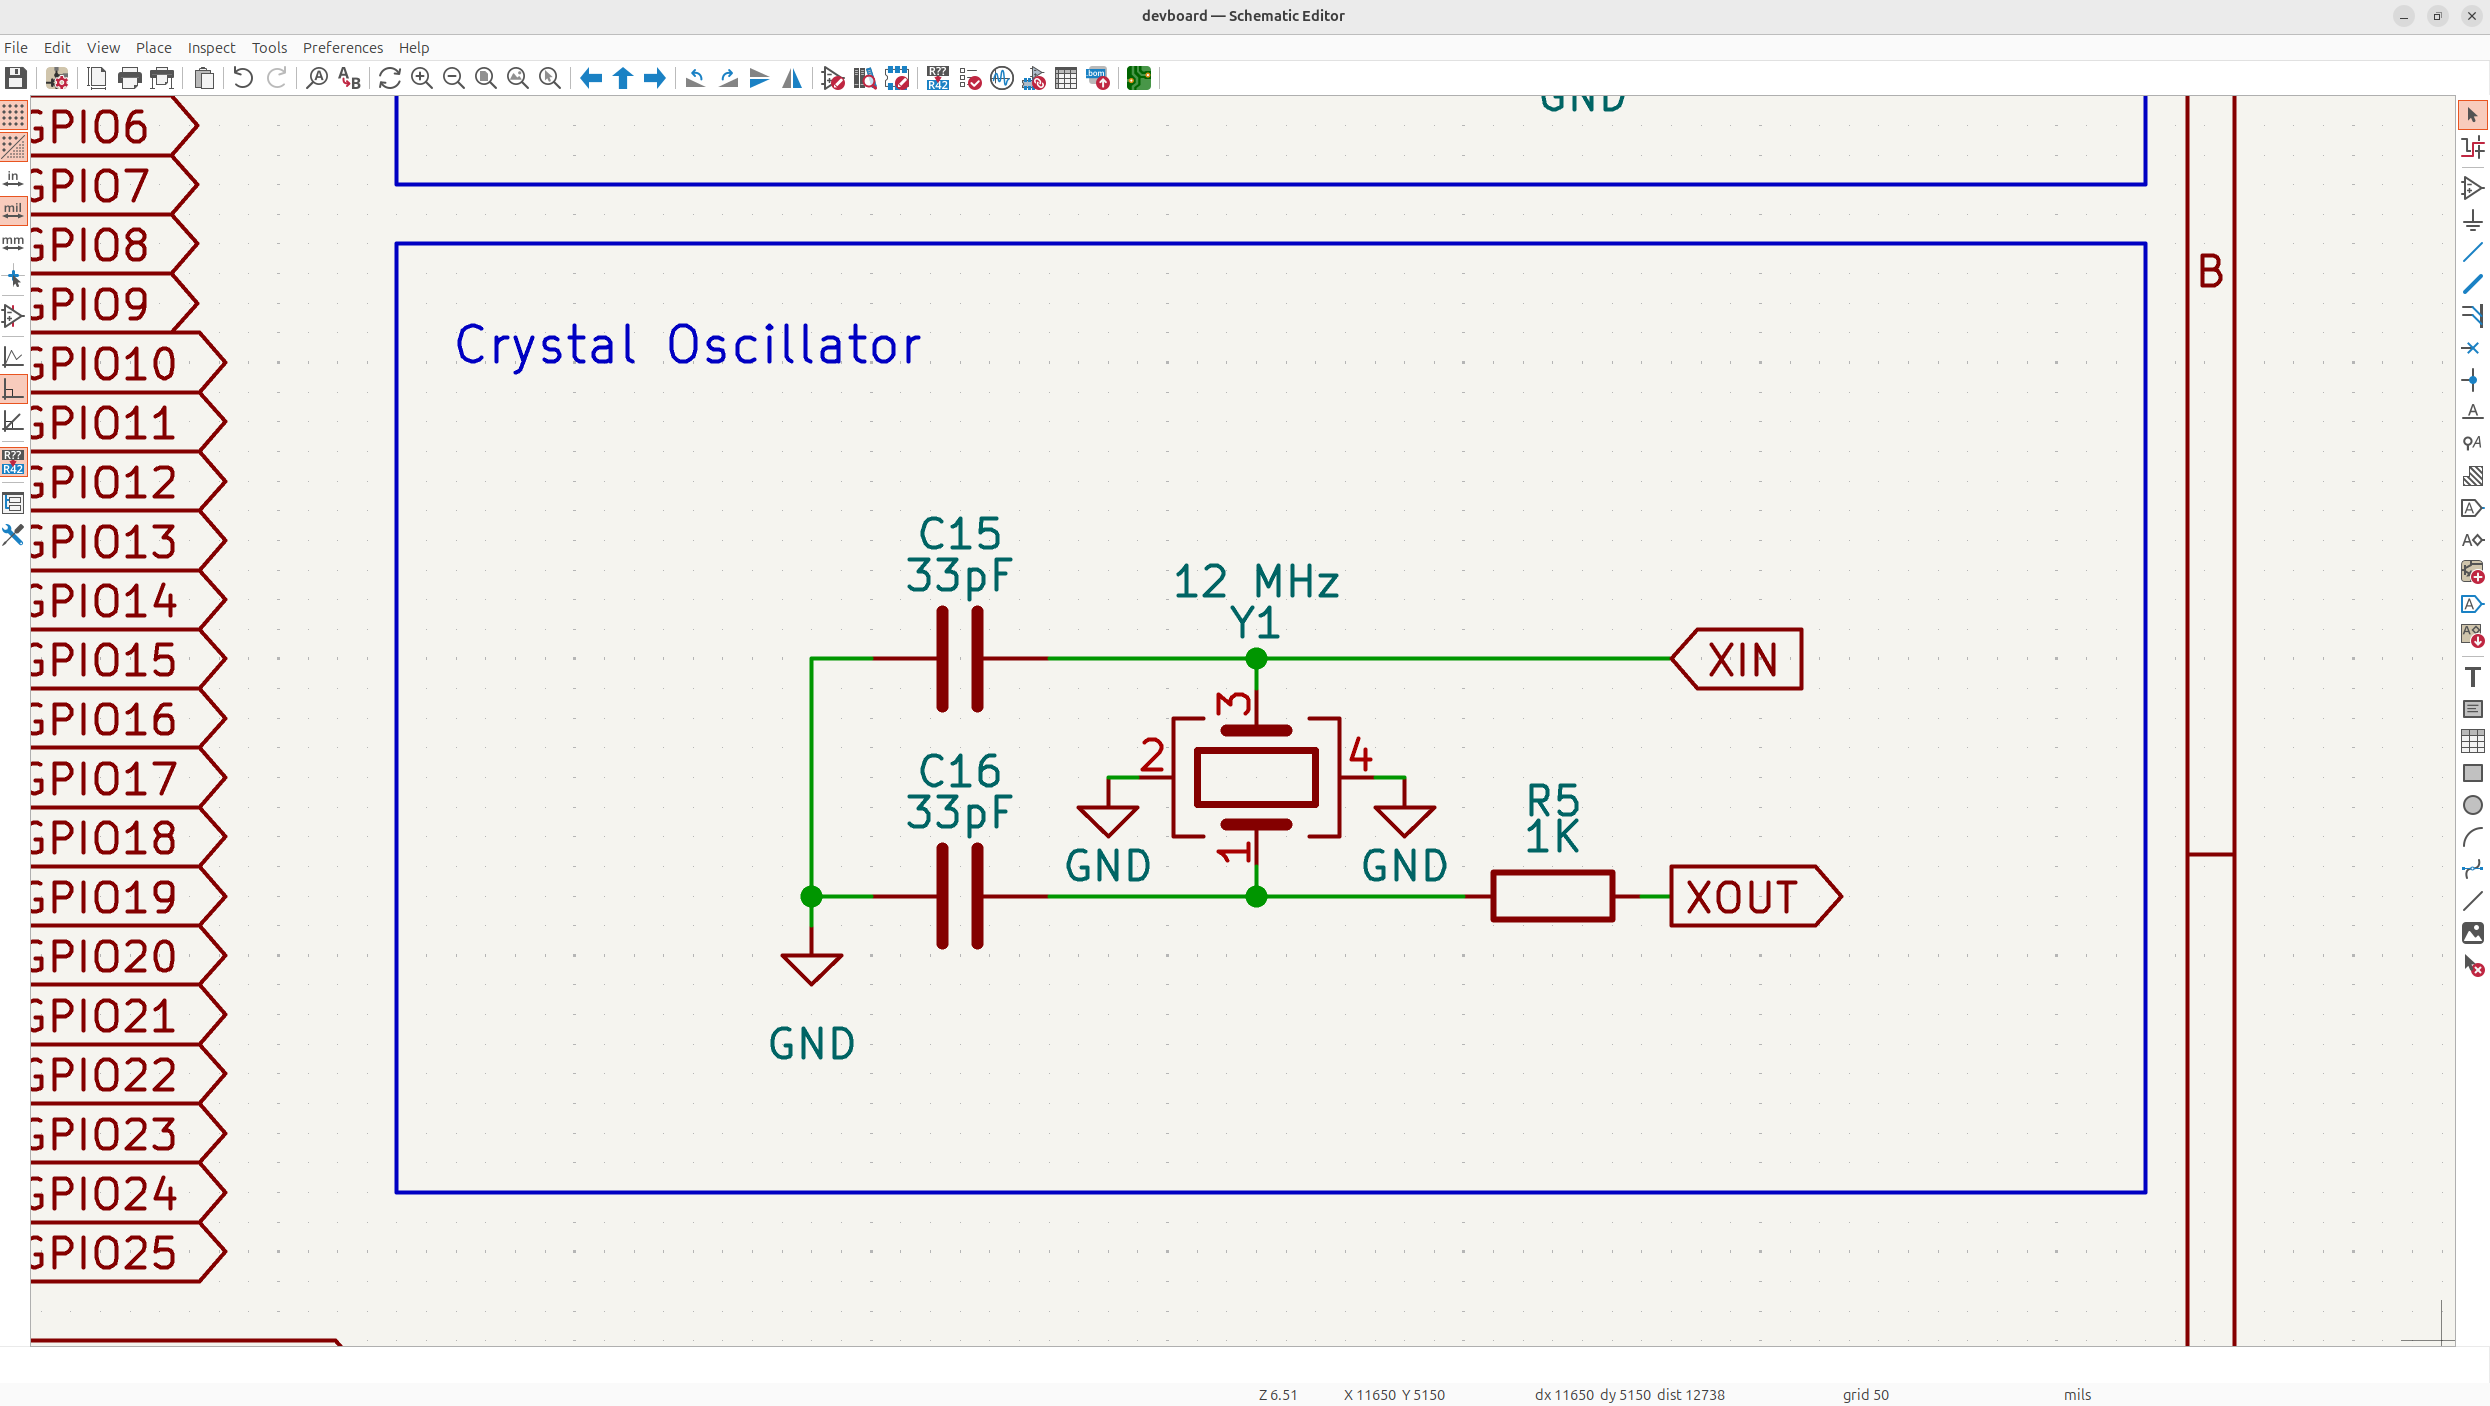 devboard — Schematic Editor
File Edit View Place Inspect Tools Preferences Help
in
mil
mm
R??
R42
R??
R42
.bom
GND
GPIO6
GPIO7
GPIO8
GPIO9
GPIO10
GPIO11
GPIO12
GPIO13
GPIO14
GPIO15
GPIO16
GPIO17
GPIO18
GPIO19
GPIO20
GPIO21
GPIO22
GPIO23
GPIO24
GPIO25
B
Crystal Oscillator
C15
33pF
12 MHz
Y1
XIN
3
2
4
C16
33pF
GND
1
GND
R5
1K
XOUT
GND
Z 6.51 X 11650 Y 5150 dx 11650 dy 5150 dist 12738 grid 50 mils